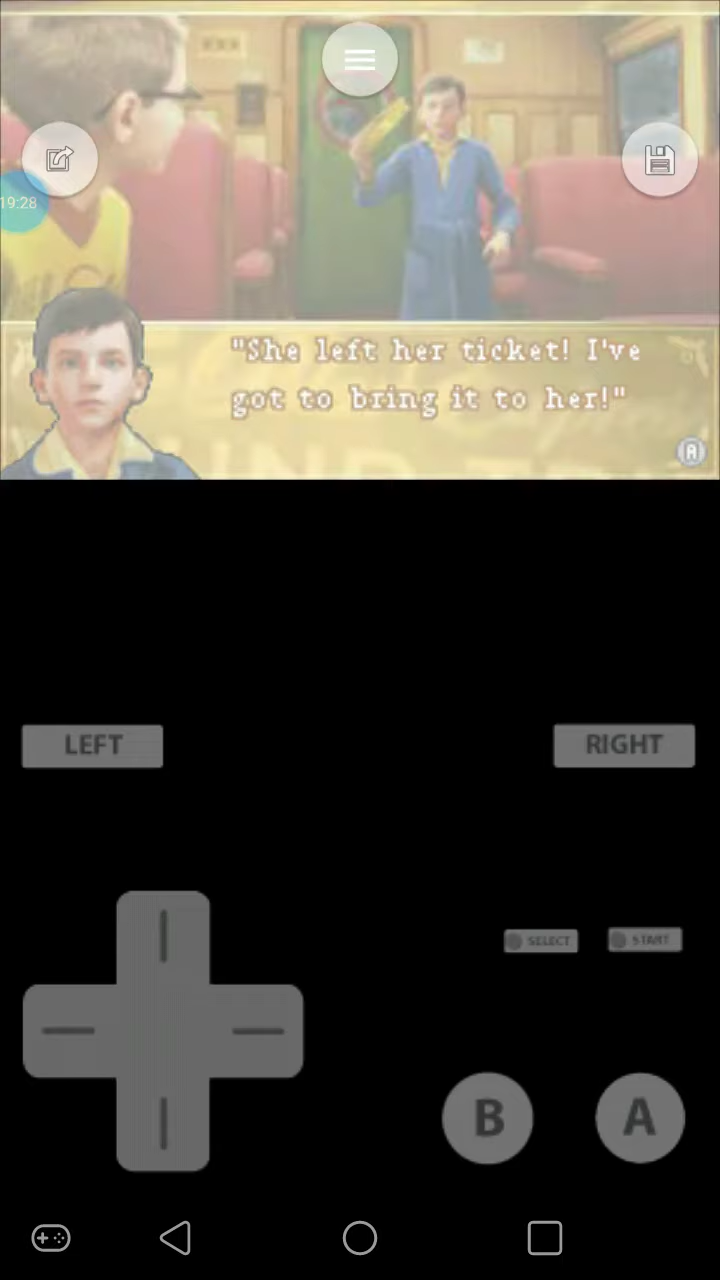 19:28
"She left her ticket! I've
got to bring it to her!"
A
LEFT
RIGHT
SELECT
START
B
A